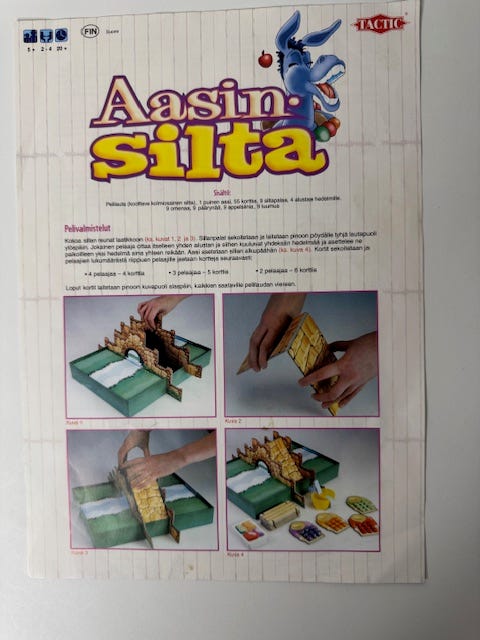 FIN
Suomi
TACTIC
5 + 2 - 4 20 +
Aasin-
silta
Sisältö:
Pelilauta (koottava kolmiosainen silta), 1 puinen aasi, 55 korttia, 9 siltapalaa, 4 alustaa hedelmille,
9 omenaa, 9 päärynää, 9 appelsiinia, 9 luumua
Pelivalmistelut
Kokoa sillan reunat laatikkoon (ks. kuvat 1, 2 ja 3). Siltapalat sekoitetaan ja laitetaan pinoon pöydälle tyhjä lautapuoli
ylöspäin. Jokainen pelaaja ottaa itselleen yhden alustan ja siihen kuuluvat yhdeksän hedelmää ja asettelee ne
paikoilleen yksi hedelmä aina yhteen reikään. Aasi asetetaan sillan alkupäähän (ks. kuva 4). Kortit sekoitetaan ja
pelaajien lukumäärästä riippuen pelaajille jaetaan kortteja seuraavasti:
• 4 pelaajaa – 4 korttia • 3 pelaajaa – 5 korttia • 2 pelaajaa – 6 korttia
Loput kortit laitetaan pinoon kuvapuoli alaspäin, kaikkien saataville pelilaudan viereen.
Kuva 1
Kuva 2
Kuva 3
Kuva 4